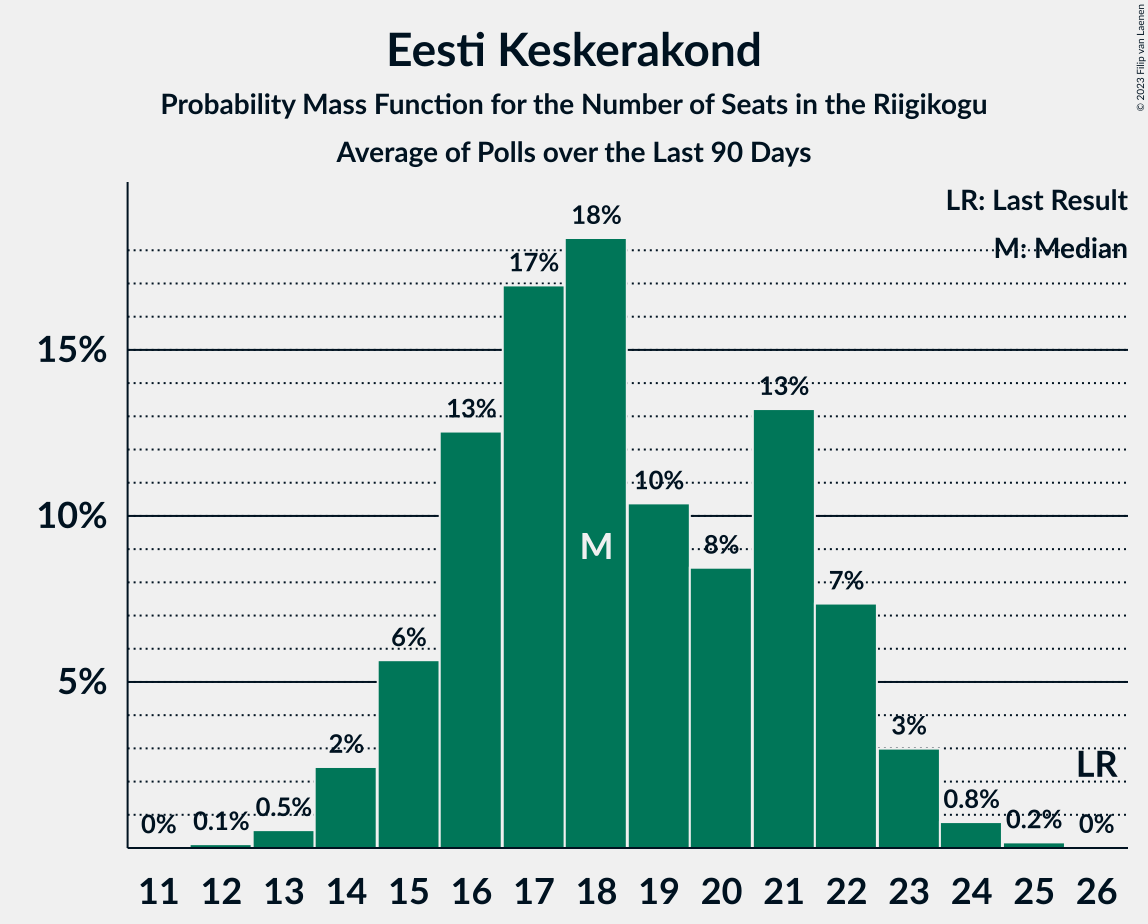 Eesti Keskerakond
Probability Mass Function for the Number of Seats in the Riigikogu
Average of Polls over the Last 90 Days
© 2023 Filip van Laenen
LR: Last Result
M: Median
15%
10%
5%
0%
0.1%
0.5%
2%
6%
13%
17%
18%
10%
8%
13%
7%
3%
0.8%
0.2%
0%
M
LR
11 12 13 14 15 16 17 18 19 20 21 22 23 24 25 26